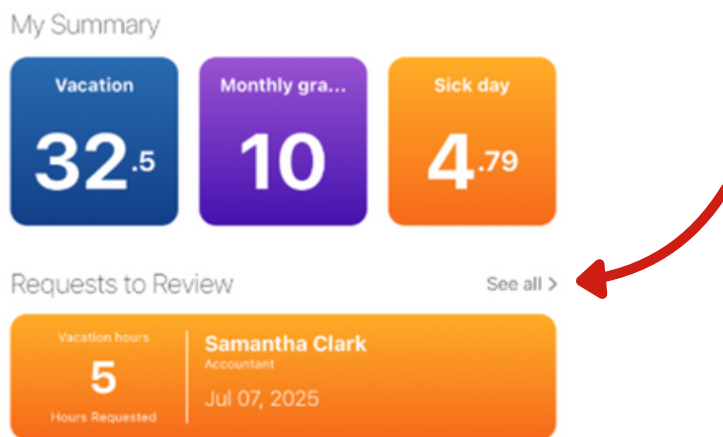 My Summary
Vacation
Monthly gra...
Sick day
32.5
10
4.79
Requests to Review
See all >
Vacation hours
5
Hours Requested
Samantha Clark
Accountant
Jul 07, 2025